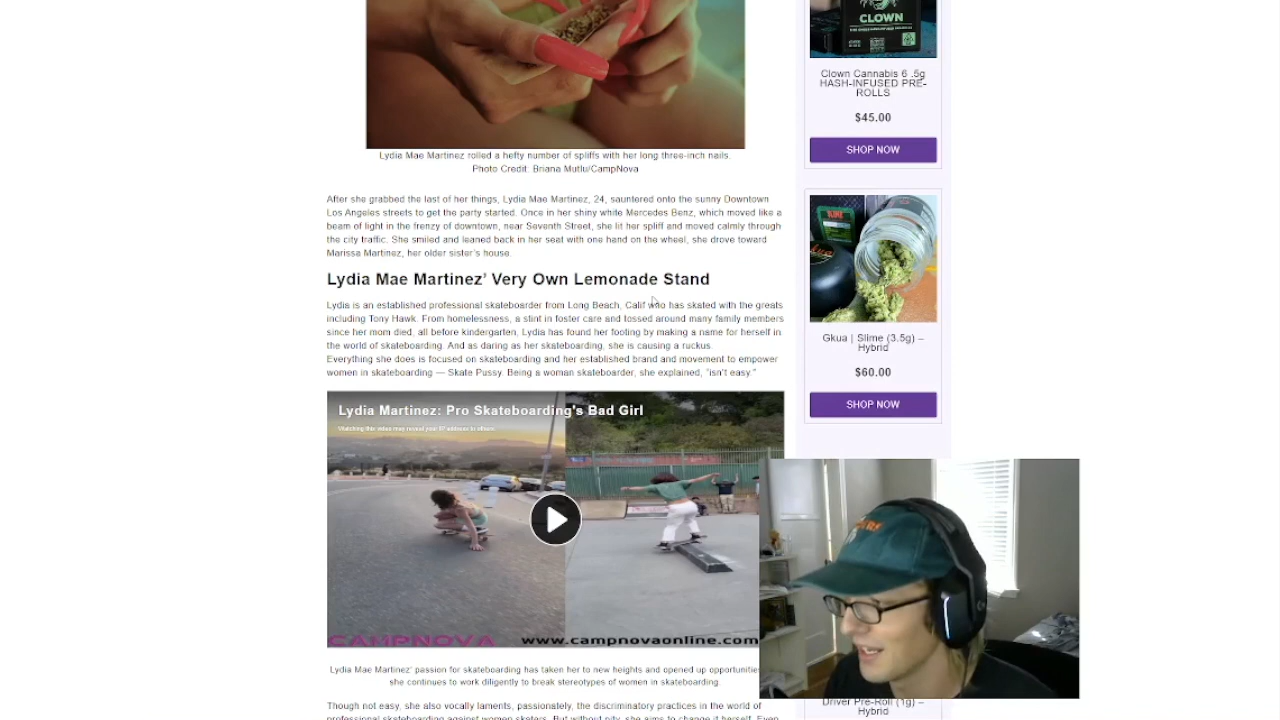 CLOWN
Clown Cannabis 6 .5g
HASH-INFUSED PRE-
ROLLS
$45.00
SHOP NOW
Lydia Mae Martinez rolled a hefty number of spliffs with her long three-inch nails.
Photo Credit: Briana Mutlu/CampNova
After she grabbed the last of her things, Lydia Mae Martinez, 24, sauntered onto the sunny Downtown
Los Angeles streets to get the party started. Once in her shiny white Mercedes Benz, which moved like a
beam of light in the frenzy of downtown, near Seventh Street, she lit her spliff and moved calmly through
the city traffic. She smiled and leaned back in her seat with one hand on the wheel, she drove toward
Marissa Martinez, her older sister's house.
Lydia Mae Martinez' Very Own Lemonade Stand
Lydia is an established professional skateboarder from Long Beach, Calif who has skated with the greats
including Tony Hawk. From homelessness, a stint in foster care and tossed around many family members
since her mom died, all before kindergarten, Lydia has found her footing by making a name for herself in
the world of skateboarding. And as daring as her skateboarding, she is causing a ruckus.
Everything she does is focused on skateboarding and her established brand and movement to empower
women in skateboarding — Skate Pussy. Being a woman skateboarder, she explained, "isn't easy."
Gkua | Slime (3.5g) –
Hybrid
$60.00
SHOP NOW
Lydia Martinez: Pro Skateboarding's Bad Girl
Watching this video may reveal your IP address to others.
CAMPNOVA
www.campnovaonline.com
Lydia Mae Martinez' passion for skateboarding has taken her to new heights and opened up
she continues to work diligently to break stereotypes of women in skateboarding
Though not easy, she also vocally laments, passionately, the discriminatory practices in the world of
professional skateboarding against women skaters. But without pity, she aims to change it herself. Even
Driver Pre-Roll (1g) –
Hybrid